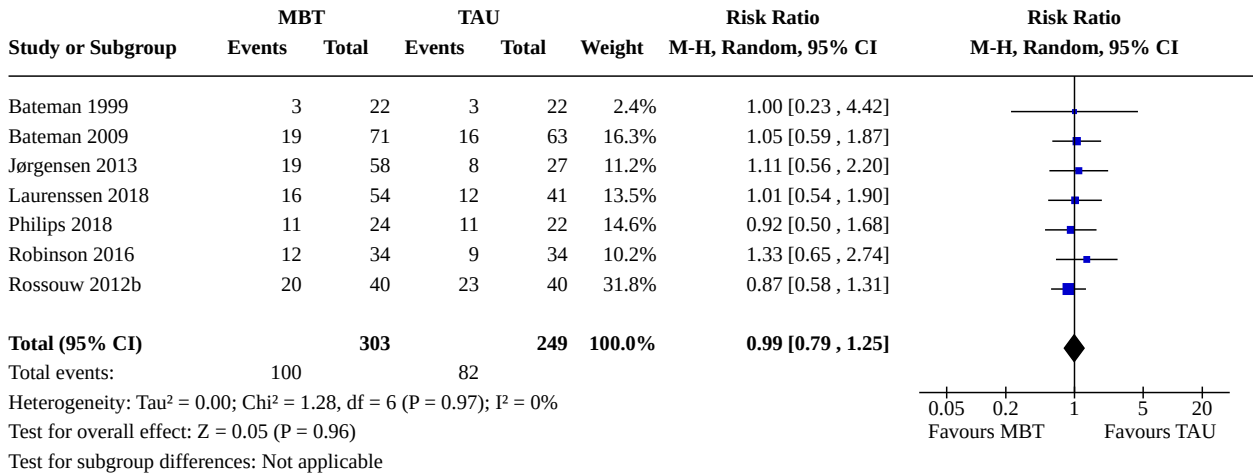 MBT TAU Risk Ratio Risk Ratio
Study or Subgroup Events Total Events Total Weight M-H, Random, 95% CI M-H, Random, 95% CI
Bateman 1999 3 22 3 22 2.4% 1.00 [0.23 , 4.42]
Bateman 2009 19 71 16 63 16.3% 1.05 [0.59 , 1.87]
Jørgensen 2013 19 58 8 27 11.2% 1.11 [0.56 , 2.20]
Laurenssen 2018 16 54 12 41 13.5% 1.01 [0.54 , 1.90]
Philips 2018 11 24 11 22 14.6% 0.92 [0.50 , 1.68]
Robinson 2016 12 34 9 34 10.2% 1.33 [0.65 , 2.74]
Rossouw 2012b 20 40 23 40 31.8% 0.87 [0.58 , 1.31]
Total (95% CI) 303 249 100.0% 0.99 [0.79 , 1.25]
Total events: 100 82
Heterogeneity: Tau² = 0.00; Chi² = 1.28, df = 6 (P = 0.97); I² = 0%
0.05 0.2 1 5 20
Test for overall effect: Z = 0.05 (P = 0.96)
Favours MBT Favours TAU
Test for subgroup differences: Not applicable